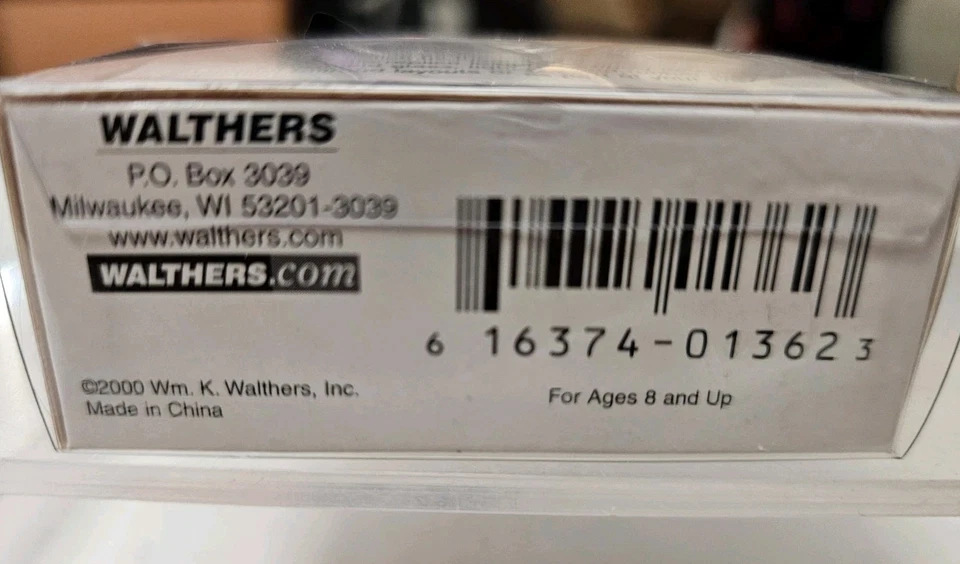 WALTHERS
P.O. Box 3039
Milwaukee, WI 53201-3039
www.walthers.com
WALTHERS.com
6 16374-01362 3
©2000 Wm. K. Walthers, Inc.
Made in China
For Ages 8 and Up